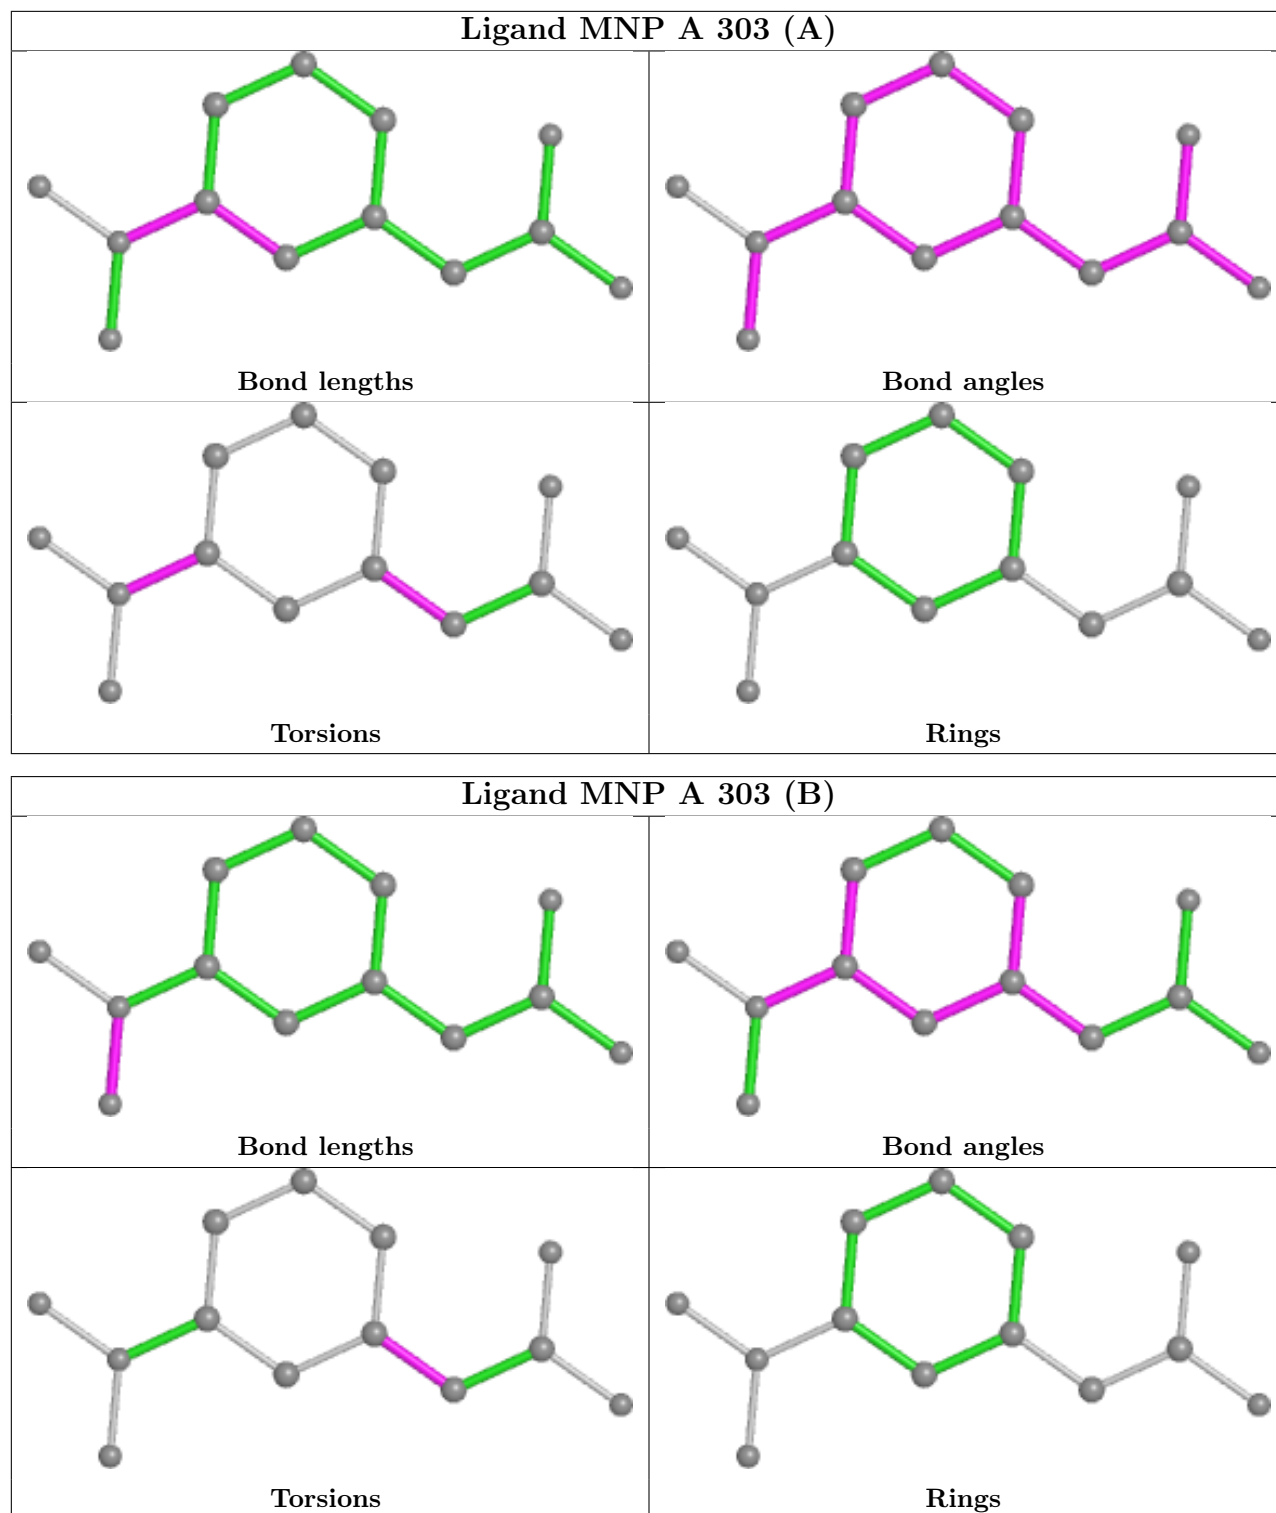 Ligand MNP A 303 (A)
Bond lengths
Bond angles
Torsions
Rings
Ligand MNP A 303 (B)
Bond lengths
Bond angles
Torsions
Rings